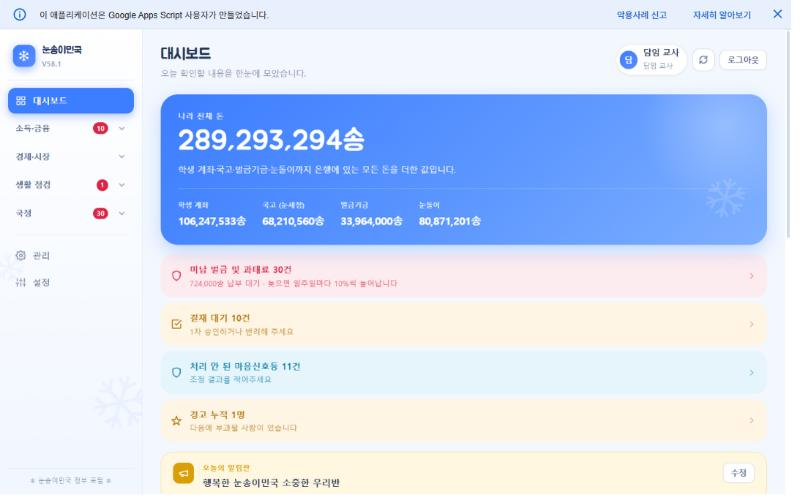 이 애플리케이션은 Google Apps Script 사용자가 만들었습니다.
악용사례 신고
자세히 알아보기
눈송이민국
V58.1
대시보드
소득·금융
10
경제·시장
생활 점검
1
국정
30
관리
설정
눈송이민국 정부 포털
대시보드
오늘 확인할 내용을 한눈에 모았습니다.
담
담임 교사
담임 교사
로그아웃
나라 전체 돈
289,293,294송
학생 계좌·국고·벌금기금·눈돌이까지 은행에 있는 모든 돈을 더한 값입니다.
학생 계좌
106,247,533송
국고 (눈세청)
68,210,560송
벌금기금
33,964,000송
눈돌이
80,871,201송
미납 벌금 및 과태료 30건
724,000송 납부 대기 · 늦으면 일주일마다 10%씩 늘어납니다
결재 대기 10건
1차 승인하거나 반려해 주세요
처리 안 된 마음신호등 11건
조정 결과를 적어주세요
경고 누적 1명
다음에 부과될 사람이 있습니다
오늘의 알림판
행복한 눈송이민국 소중한 우리반
수정